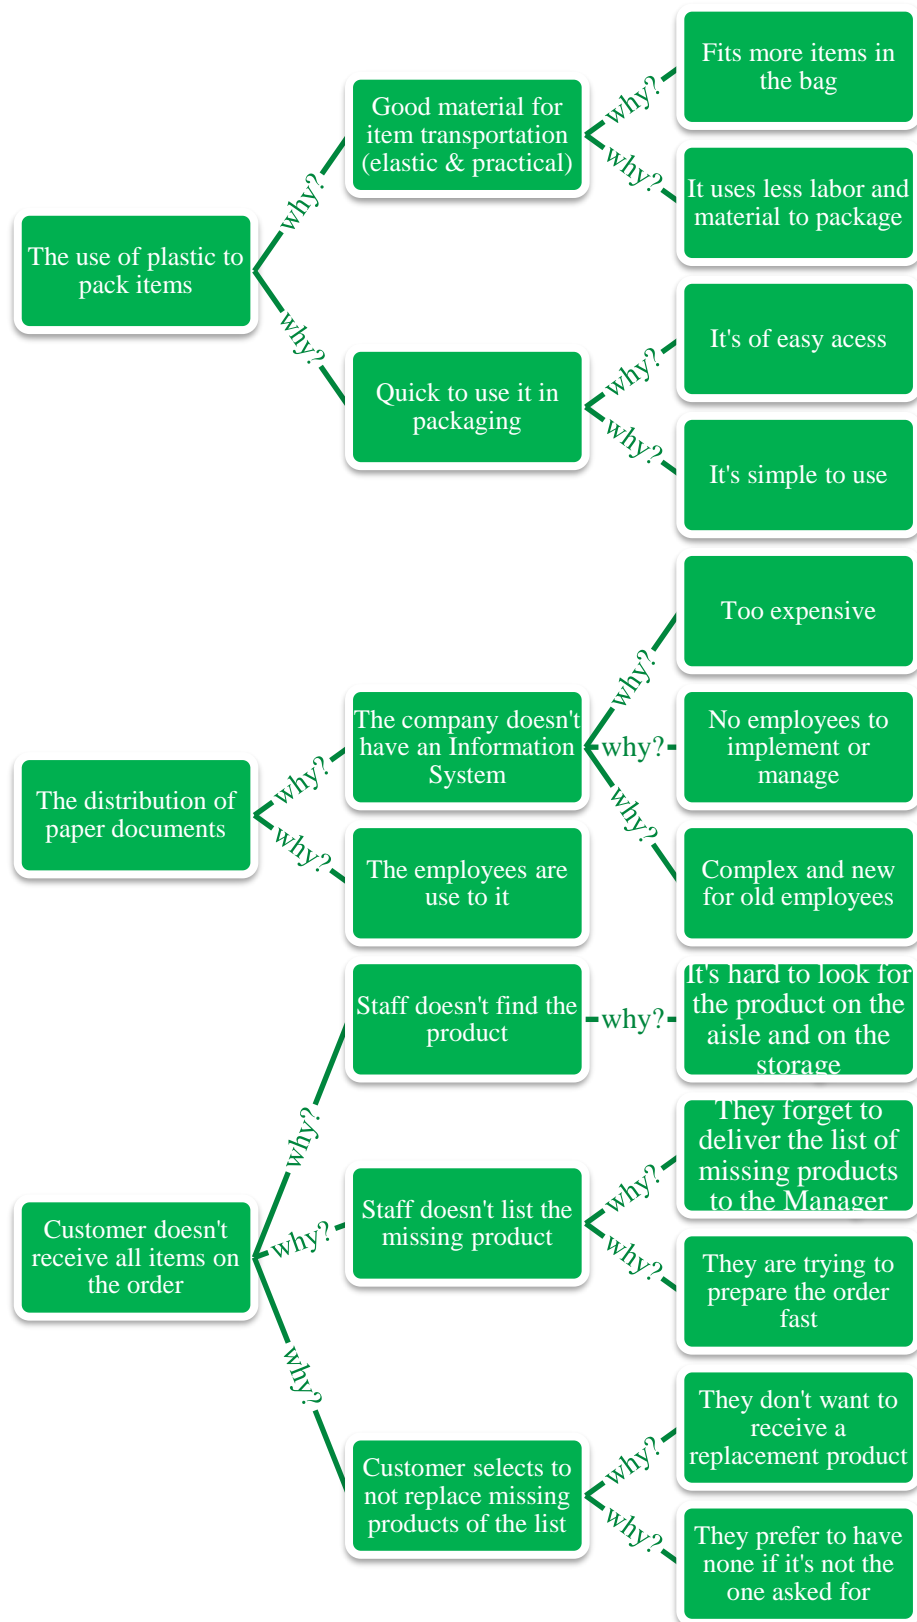 The use of plastic to
pack items
why?
why?
Good material for
item transportation
(elastic & practical)
why?
why?
Fits more items in
the bag
It uses less labor and
material to package
Quick to use it in
packaging
why?
why?
It's of easy acess
It's simple to use
The distribution of
paper documents
why?
why?
The company doesn't
have an Information
System
why?
why?
why?
Too expensive
No employees to
implement or
manage
Complex and new
for old employees
The employees are
use to it
Customer doesn't
receive all items on
the order
why?
why?
why?
Staff doesn't find the
product
why?
It's hard to look for
the product on the
aisle and on the
storage
Staff doesn't list the
missing product
why?
why?
They forget to
deliver the list of
missing products
to the Manager
They are trying to
prepare the order
fast
Customer selects to
not replace missing
products of the list
why?
why?
They don't want to
receive a
replacement product
They prefer to have
none if it's not the
one asked for